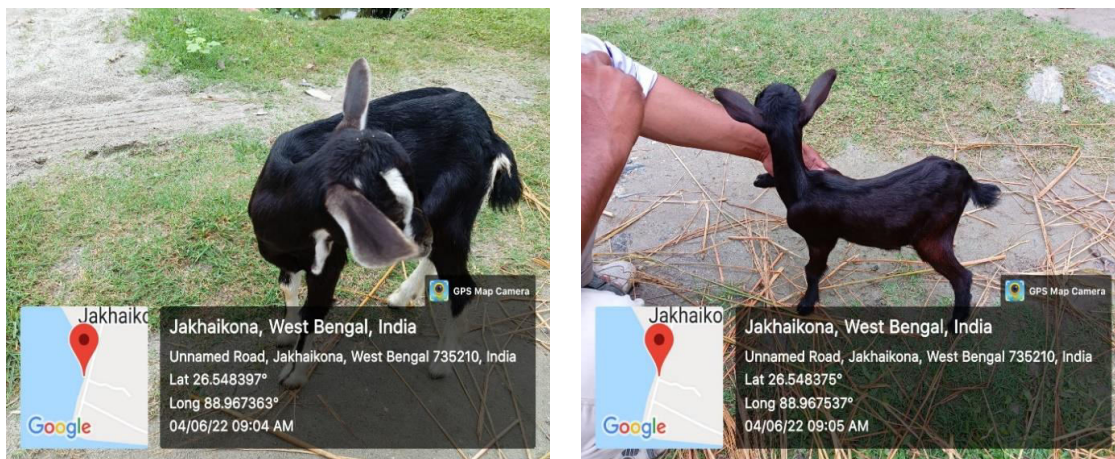 GPS Map Camera
Jakhaiko
Google
Jakhaikona, West Bengal, India
Unnamed Road, Jakhaikona, West Bengal 735210, India
Lat 26.548397°
Long 88.967363°
04/06/22 09:04 AM
GPS Map Camera
Jakhaiko
Google
Jakhaikona, West Bengal, India
Unnamed Road, Jakhaikona, West Bengal 735210, India
Lat 26.548375°
Long 88.967537°
04/06/22 09:05 AM